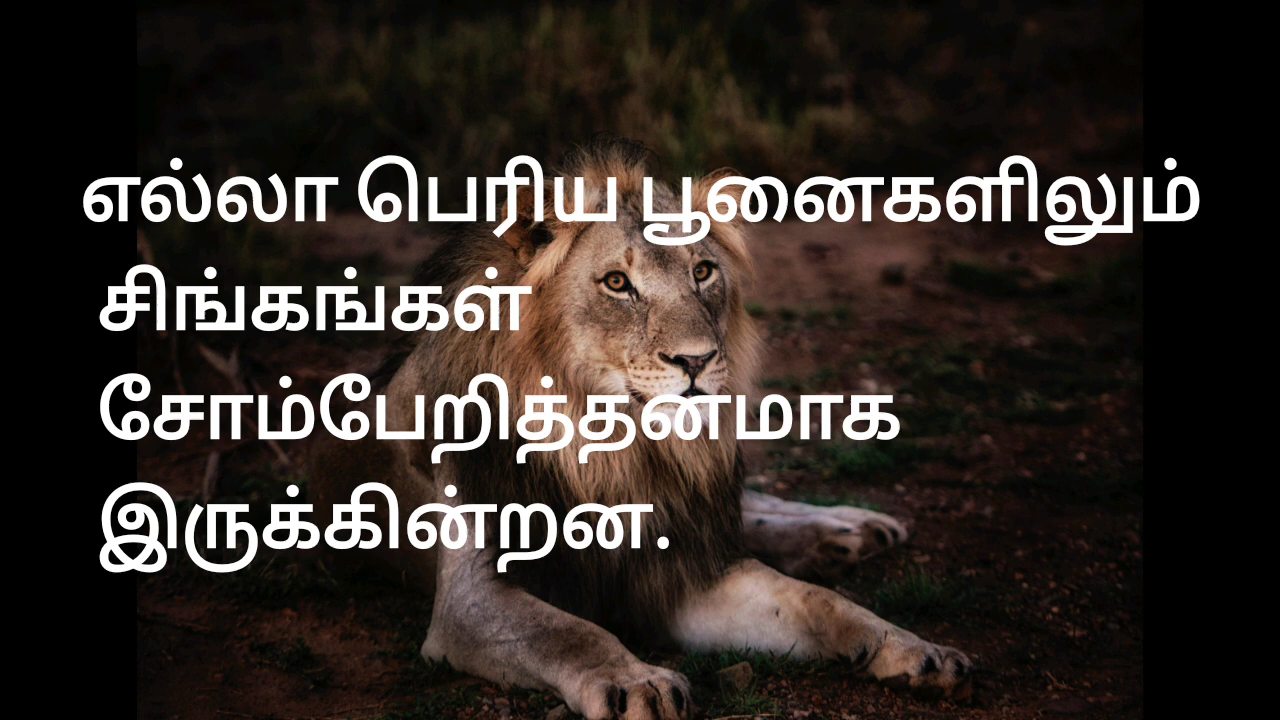 எல்லா பெரிய பூனைகளிலும்
சிங்கங்கள்
சோம்பேறித்தனமாக
இருக்கின்றன.